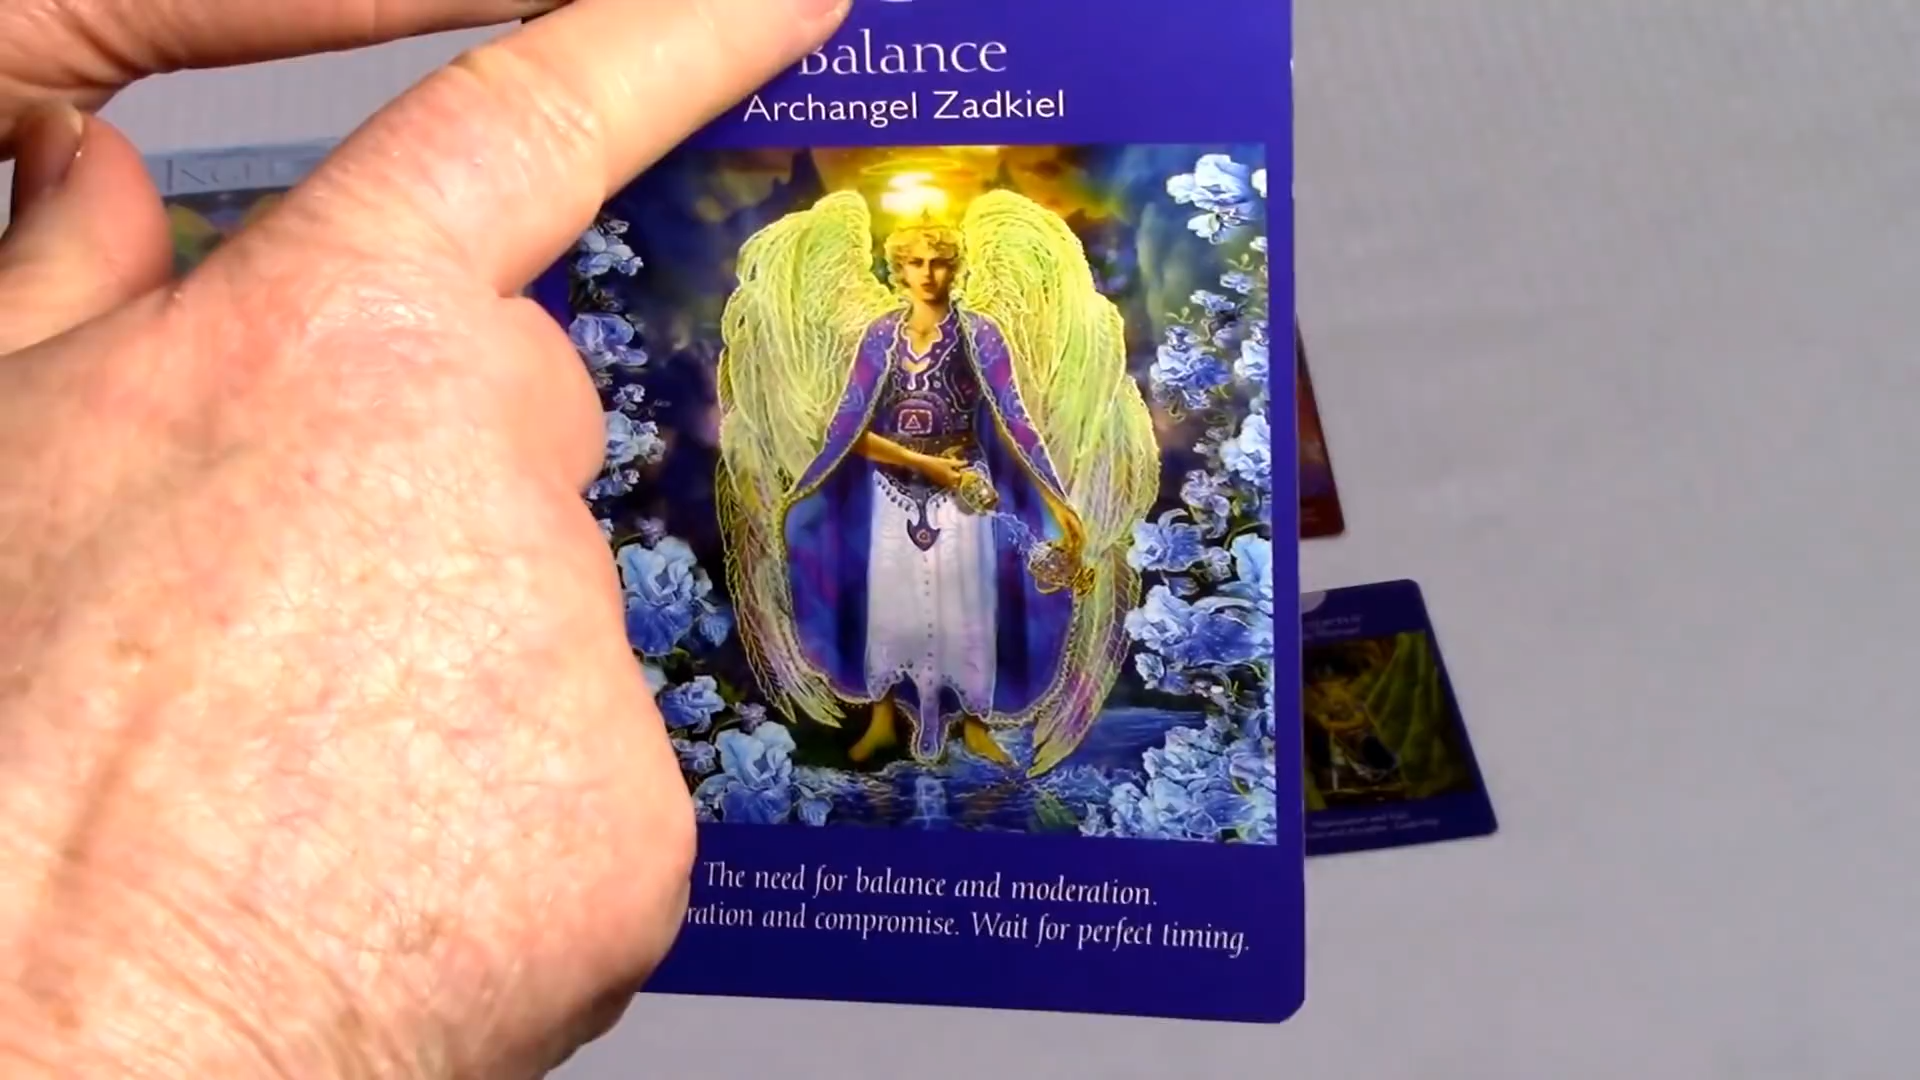 Balance
Archangel Zadkiel
The need for balance and moderation.
ration and compromise. Wait for perfect timing.